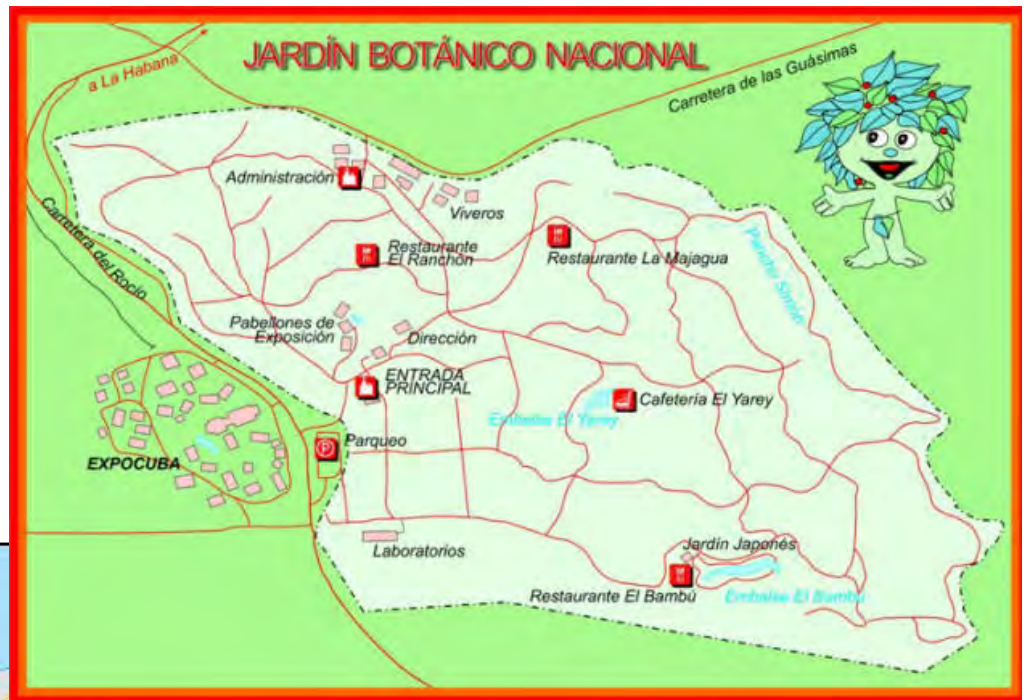 JARDÍN BOTÁNICO NACIONAL
a La Habana
Carretera de las Guásimas
Administración
Viveros
Carretera del Rocío
Restaurante
El Ranchón
Restaurante La Majagua
Pancho Simón
Pabellones de
Exposición
Dirección
ENTRADA
PRINCIPAL
Cafetería El Yarey
Embalse El Yarey
P
Parqueo
EXPOCUBA
Laboratorios
Jardín Japonés
Restaurante El Bambú
Embalse El Bambú